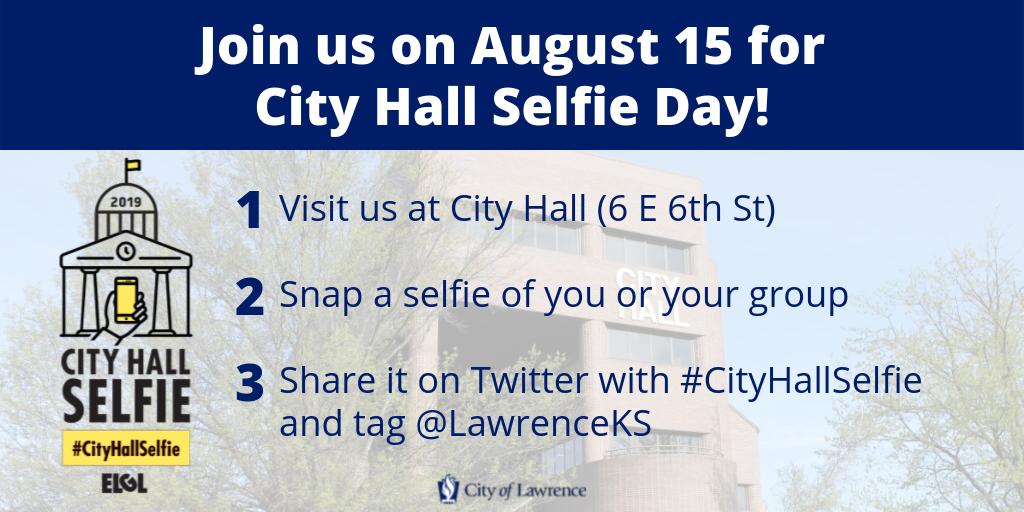 Join us on August 15 for
City Hall Selfie Day!
2019
CITY HALL
SELFIE
#CityHallSelfie
ELGL
1 Visit us at City Hall (6 E 6th St)
2 Snap a selfie of you or your group
3 Share it on Twitter with #CityHallSelfie
and tag @LawrenceKS
CITY
HALL
City of Lawrence